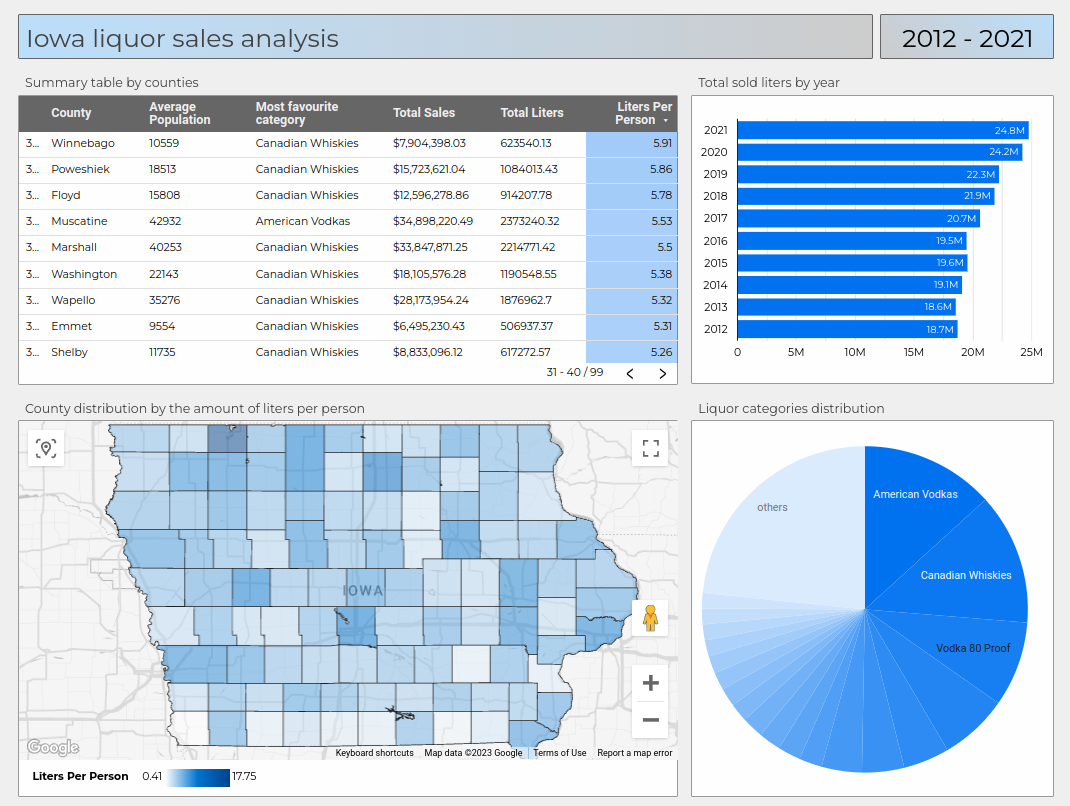 Iowa liquor sales analysis
2012 - 2021
Summary table by counties
County Average Population Most favourite category Total Sales Total Liters Liters Per Person
3... Winnebago 10559 Canadian Whiskies $7,904,398.03 623540.13 5.91
3... Poweshiek 18513 Canadian Whiskies $15,723,621.04 1084013.43 5.86
3... Floyd 15808 Canadian Whiskies $12,596,278.86 914207.78 5.78
3... Muscatine 42932 American Vodkas $34,898,220.49 2373240.32 5.53
3... Marshall 40253 Canadian Whiskies $33,847,871.25 2214771.42 5.5
3... Washington 22143 Canadian Whiskies $18,105,576.28 1190548.55 5.38
3... Wapello 35276 Canadian Whiskies $28,173,954.24 1876962.7 5.32
3... Emmet 9554 Canadian Whiskies $6,495,230.43 506937.37 5.31
3... Shelby 11735 Canadian Whiskies $8,833,096.12 617272.57 5.26
31 - 40 / 99
Total sold liters by year
2021 24.8M
2020 24.2M
2019 22.3M
2018 21.9M
2017 20.7M
2016 19.5M
2015 19.6M
2014 19.1M
2013 18.6M
2012 18.7M
0 5M 10M 15M 20M 25M
County distribution by the amount of liters per person
IOWA
Google
Keyboard shortcuts Map data ©2023 Google Terms of Use Report a map error
Liters Per Person 0.41 17.75
Liquor categories distribution
others
American Vodkas
Canadian Whiskies
Vodka 80 Proof